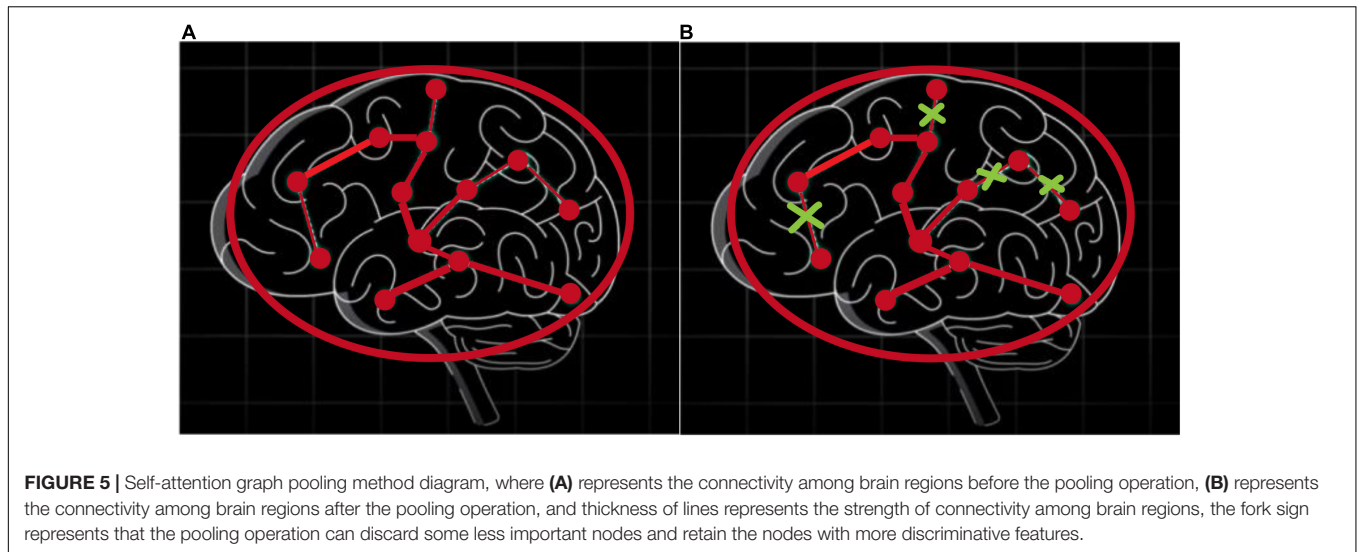 A B
FIGURE 5 | Self-attention graph pooling method diagram, where (A) represents the connectivity among brain regions before the pooling operation, (B) represents
the connectivity among brain regions after the pooling operation, and thickness of lines represents the strength of connectivity among brain regions, the fork sign
represents that the pooling operation can discard some less important nodes and retain the nodes with more discriminative features.